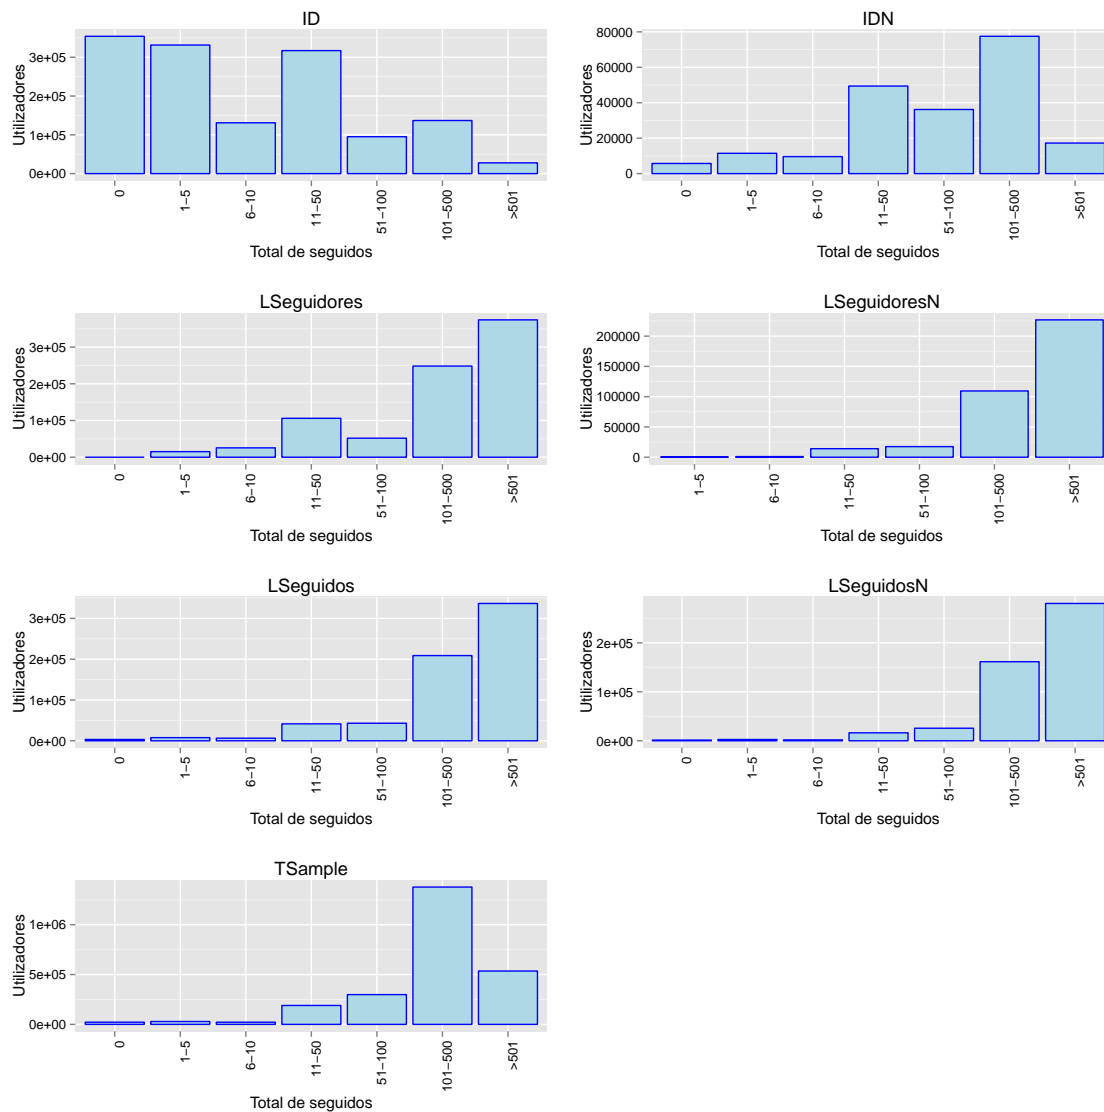 ID
Utilizadores
3e+05
2e+05
1e+05
0e+00
0
1−5
6−10
11−50
51−100
101−500
>501
Total de seguidos
IDN
Utilizadores
80000
60000
40000
20000
0
0
1−5
6−10
11−50
51−100
101−500
>501
Total de seguidos
LSeguidores
Utilizadores
3e+05
2e+05
1e+05
0e+00
0
1−5
6−10
11−50
51−100
101−500
>501
Total de seguidos
LSeguidoresN
Utilizadores
200000
150000
100000
50000
0
1−5
6−10
11−50
51−100
101−500
>501
Total de seguidos
LSeguidos
Utilizadores
3e+05
2e+05
1e+05
0e+00
0
1−5
6−10
11−50
51−100
101−500
>501
Total de seguidos
LSeguidosN
Utilizadores
2e+05
1e+05
0e+00
0
1−5
6−10
11−50
51−100
101−500
>501
Total de seguidos
TSample
Utilizadores
1e+06
5e+05
0e+00
0
1−5
6−10
11−50
51−100
101−500
>501
Total de seguidos